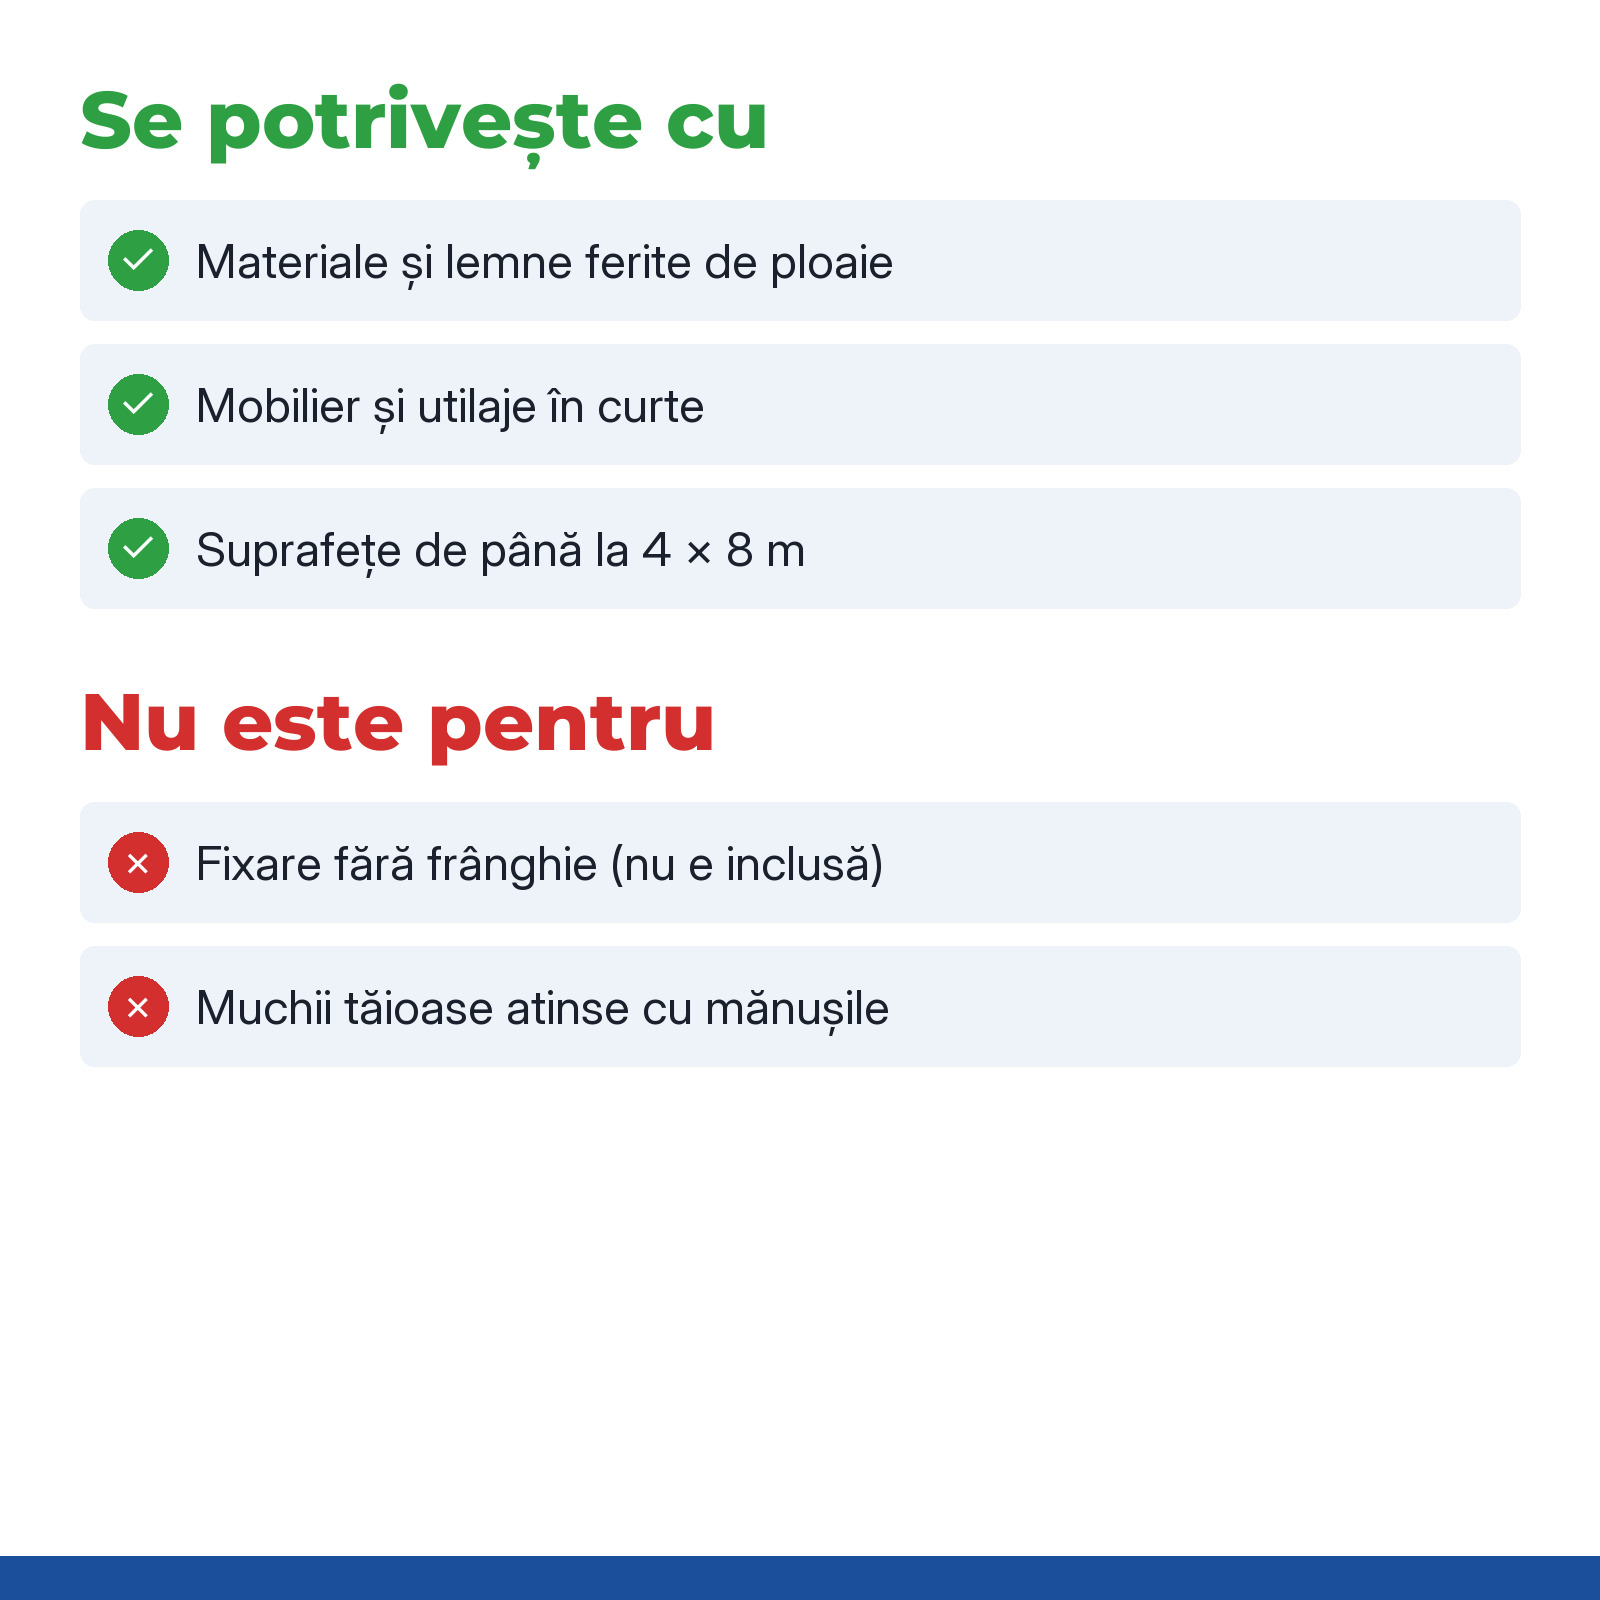 Se potrivește cu
Materiale și lemne ferite de ploaie
Mobilier și utilaje în curte
Suprafețe de până la 4 × 8 m
Nu este pentru
Fixare fără frânghie (nu e inclusă)
Muchii tăioase atinse cu mănușile